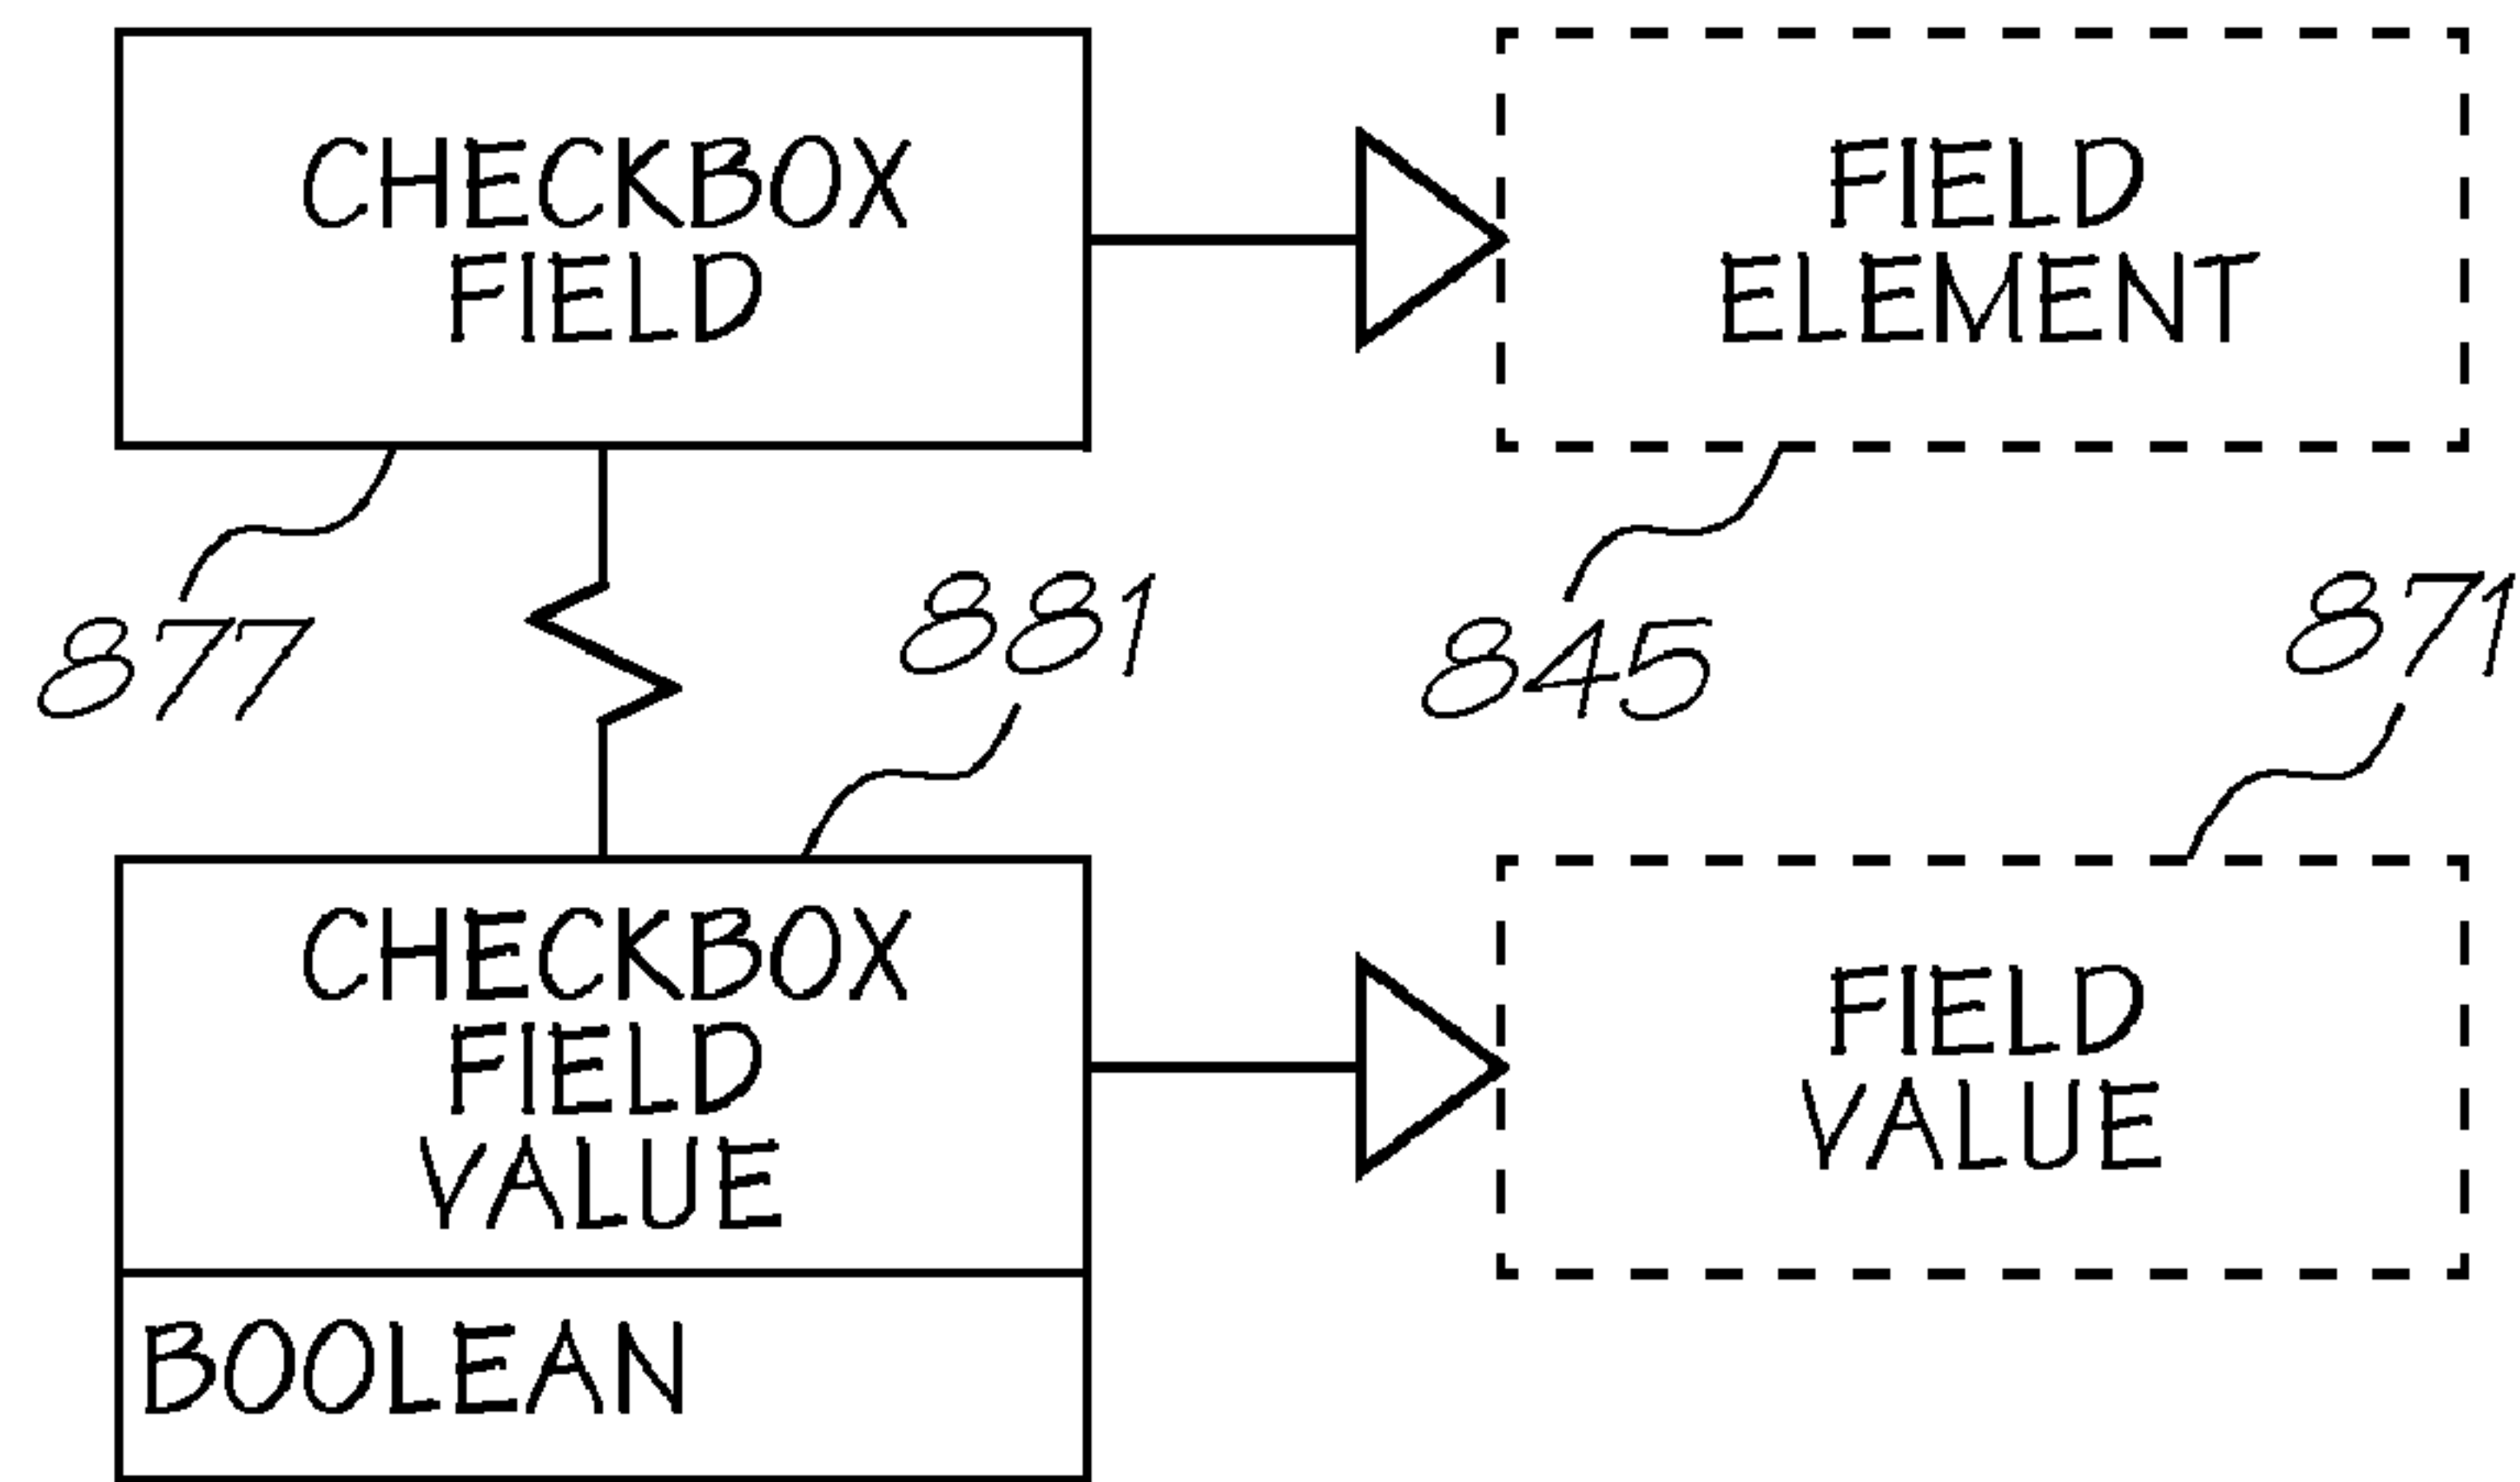 CHECKBOX
FIELD
FIELD
ELEMENT
877
881
845
871
CHECKBOX
FIELD
VALUE
FIELD
VALUE
BOOLEAN